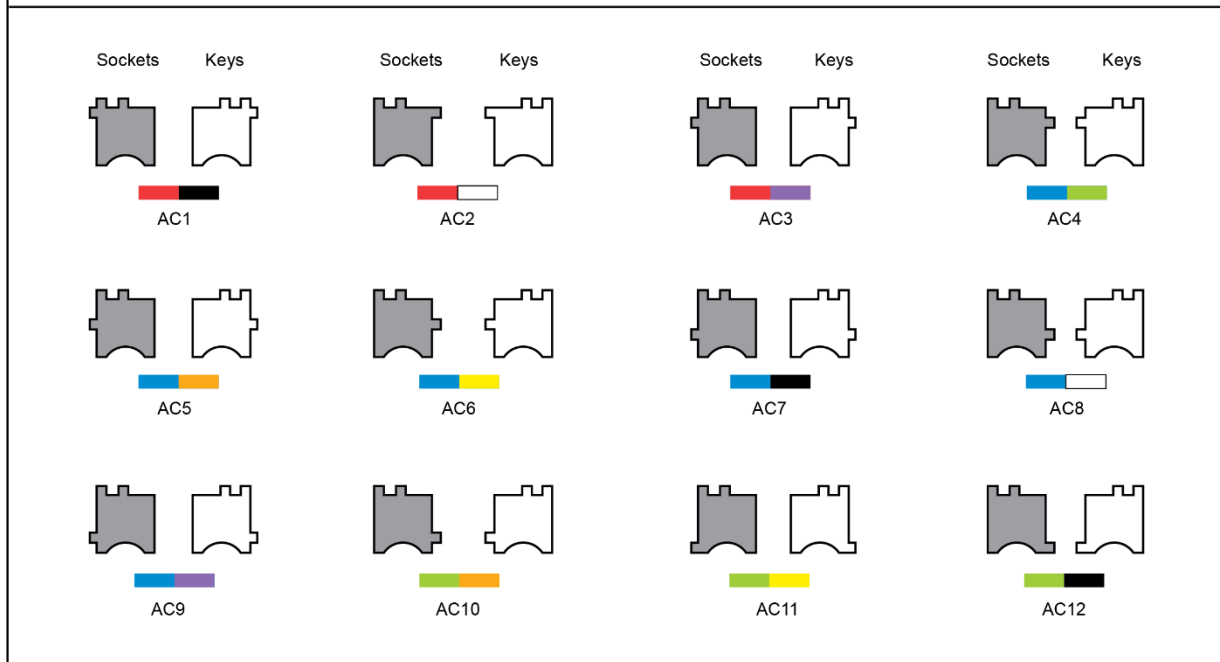 Sockets Keys Sockets Keys Sockets Keys Sockets Keys
AC1 AC2 AC3 AC4
AC5 AC6 AC7 AC8
AC9 AC10 AC11 AC12